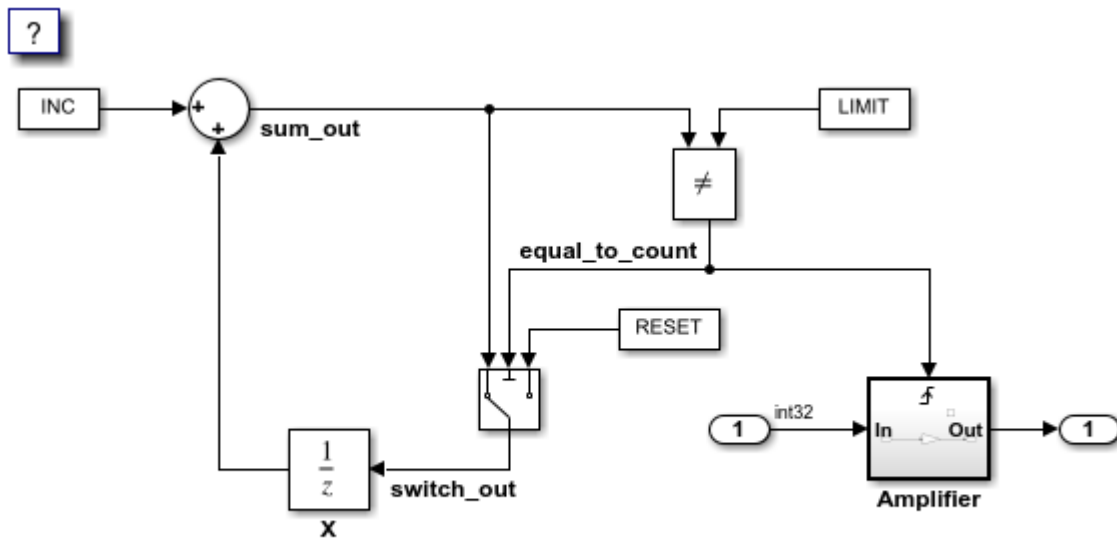 ?
INC
+
+
sum_out
LIMIT
≠
equal_to_count
RESET
1
int32
In
Out
1
Amplifier
1
z
switch_out
X